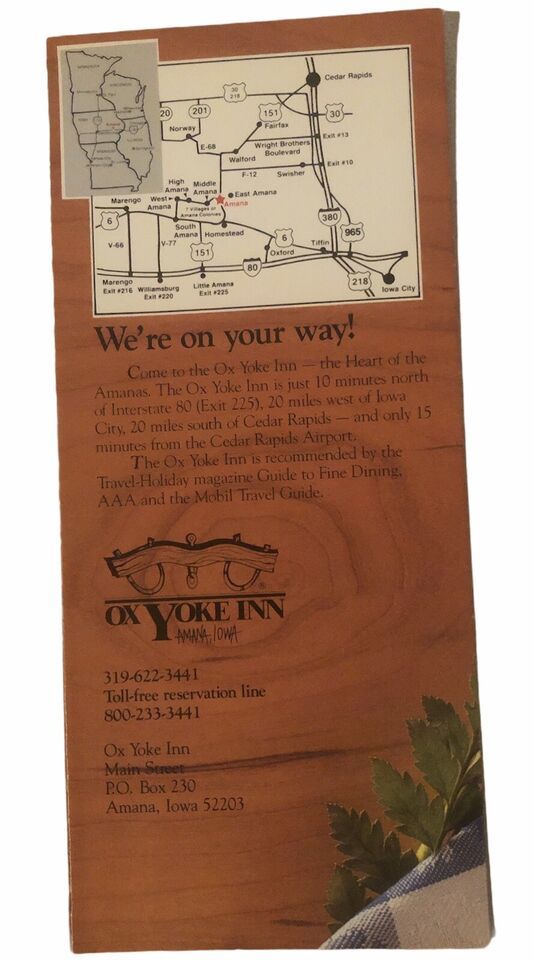 Cedar Rapids
30
218
20
201
151
30
Norway
Fairfax
Exit #13
E-68
Wright Brothers
Boulevard
Walford
Exit #10
F-12
Swisher
High
Amana
Middle
Amana
East Amana
Marengo
West
Amana
Amana
7 Villages of
Amana Colonies
380
6
South
Amana
Homestead
965
V-66
V-77
6
Tiffin
151
Oxford
80
Marengo
Exit #216
Williamsburg
Exit #220
Little Amana
Exit #225
218
Iowa City
We're on your way!
Come to the Ox Yoke Inn — the Heart of the
Amanas. The Ox Yoke Inn is just 10 minutes north
of Interstate 80 (Exit 225), 20 miles west of Iowa
City, 20 miles south of Cedar Rapids — and only 15
minutes from the Cedar Rapids Airport.
The Ox Yoke Inn is recommended by the
Travel-Holiday magazine Guide to Fine Dining,
AAA and the Mobil Travel Guide.
®
OX YOKE INN
AMANA, IOWA
319-622-3441
Toll-free reservation line
800-233-3441
Ox Yoke Inn
Main Street
P.O. Box 230
Amana, Iowa 52203